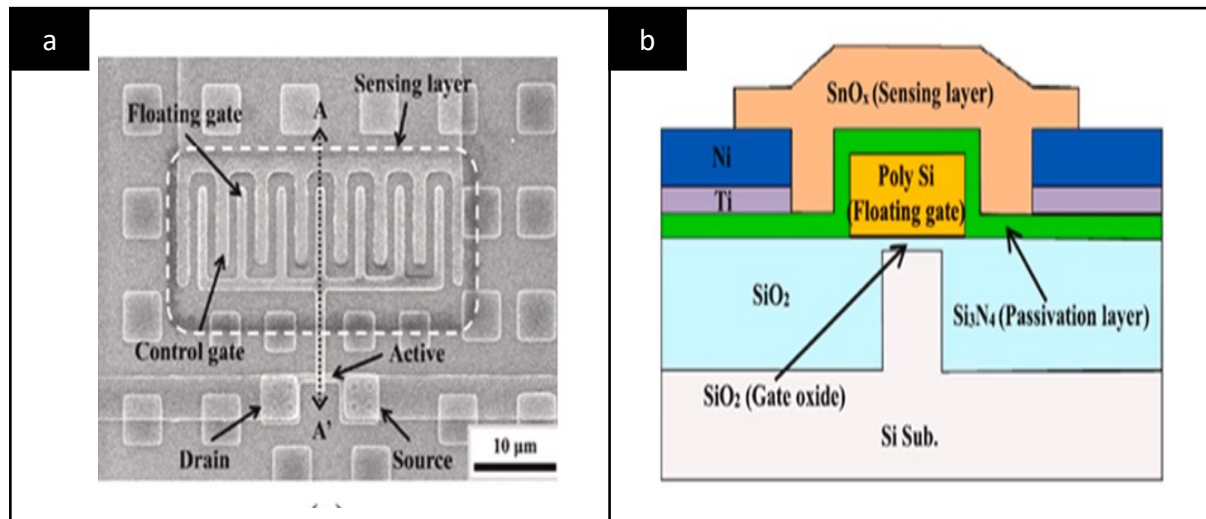 a
Sensing layer
Floating gate
A
Control gate
Active
A'
Drain
Source
10 μm
b
SnOₓ (Sensing layer)
Ni
Ti
Poly Si
(Floating gate)
SiO₂
Si₃N₄ (Passivation layer)
SiO₂ (Gate oxide)
Si Sub.